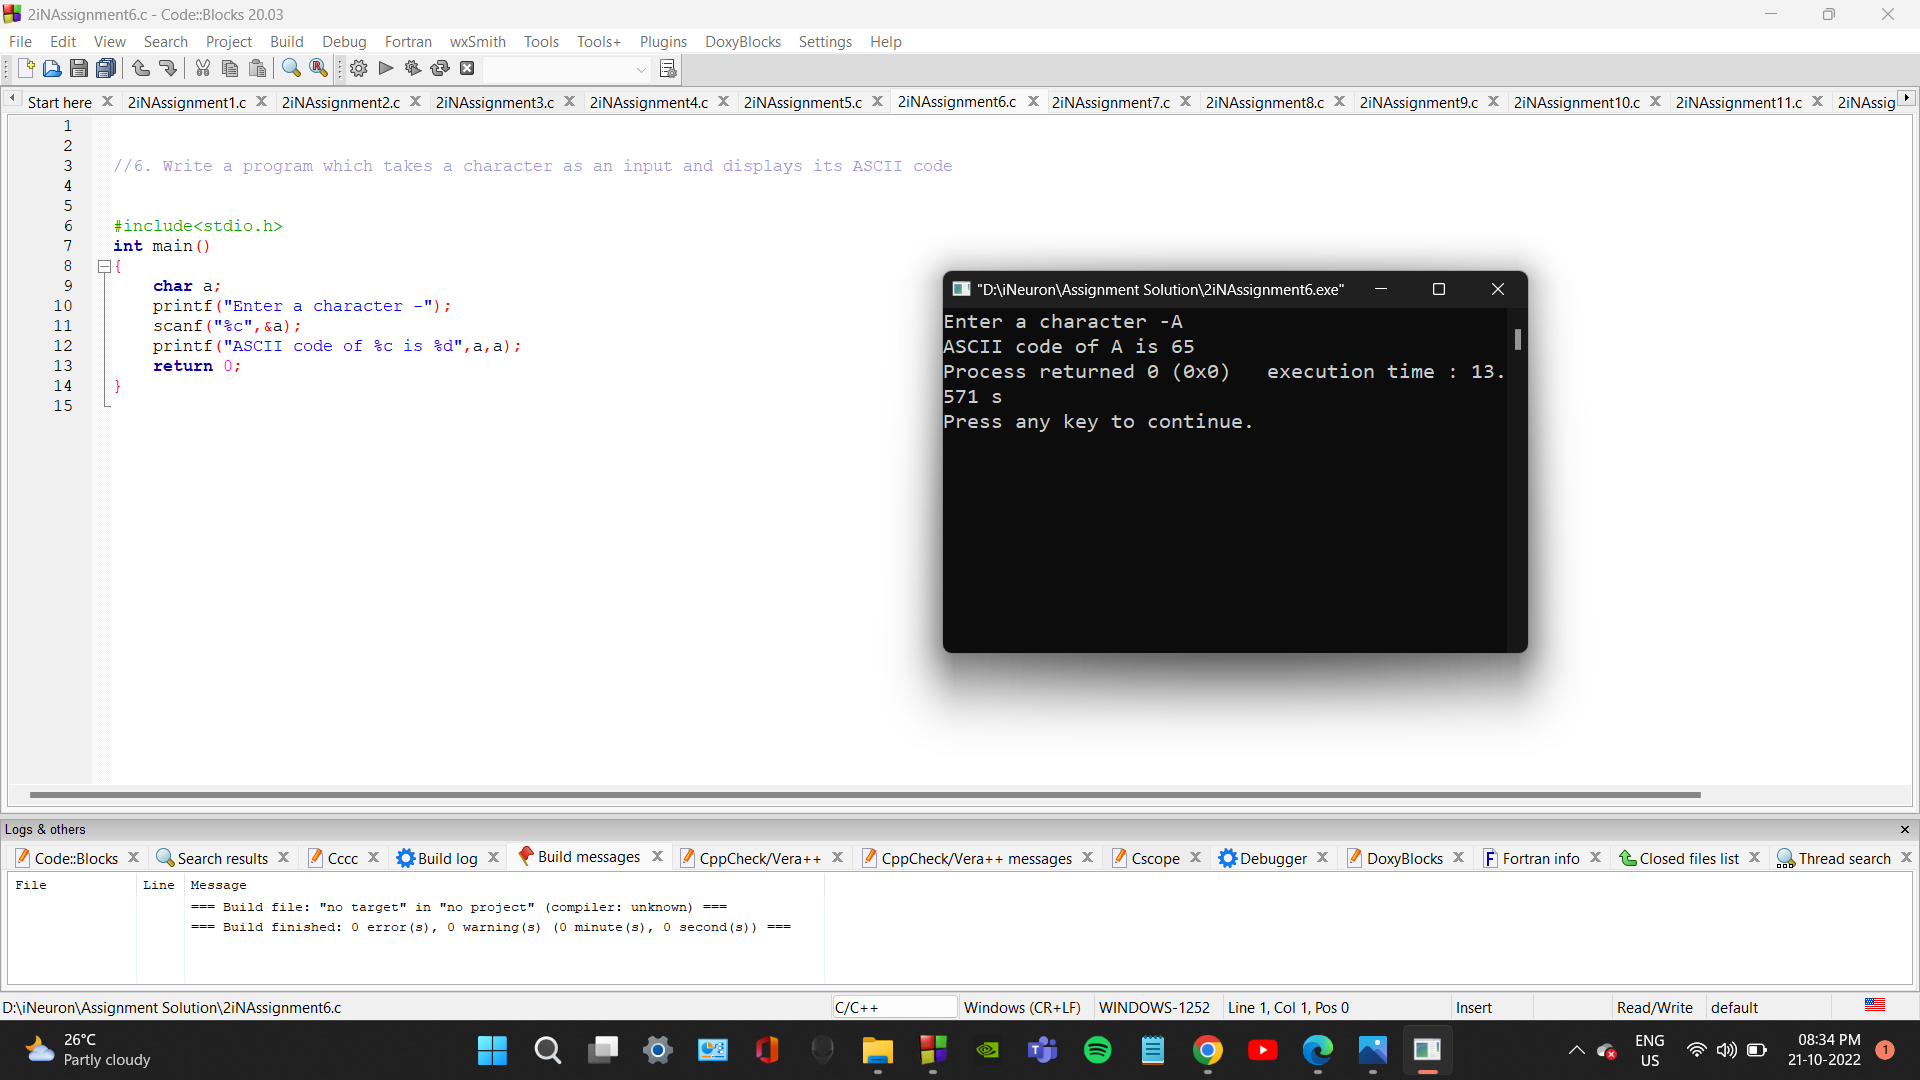 2iNAssignment6.c - Code::Blocks 20.03
File Edit View Search Project Build Debug Fortran wxSmith Tools Tools+ Plugins DoxyBlocks Settings Help
Start here 2iNAssignment1.c 2iNAssignment2.c 2iNAssignment3.c 2iNAssignment4.c 2iNAssignment5.c 2iNAssignment6.c 2iNAssignment7.c 2iNAssignment8.c 2iNAssignment9.c 2iNAssignment10.c 2iNAssignment11.c 2iNAssig
1
2
3 //6. Write a program which takes a character as an input and displays its ASCII code
4
5
6 #include<stdio.h>
7 int main()
8 {
9 char a;
10 printf("Enter a character -");
11 scanf("%c",&a);
12 printf("ASCII code of %c is %d",a,a);
13 return 0;
14 }
15
"D:\iNeuron\Assignment Solution\2iNAssignment6.exe"
Enter a character -A
ASCII code of A is 65
Process returned 0 (0x0)   execution time : 13.
571 s
Press any key to continue.
Logs & others
Code::Blocks Search results Cccc Build log Build messages CppCheck/Vera++ CppCheck/Vera++ messages Cscope Debugger DoxyBlocks Fortran info Closed files list Thread search
File Line Message
=== Build file: "no target" in "no project" (compiler: unknown) ===
=== Build finished: 0 error(s), 0 warning(s) (0 minute(s), 0 second(s)) ===
D:\iNeuron\Assignment Solution\2iNAssignment6.c C/C++ Windows (CR+LF) WINDOWS-1252 Line 1, Col 1, Pos 0 Insert Read/Write default
26°C
Partly cloudy
ENG
US
08:34 PM
21-10-2022
1